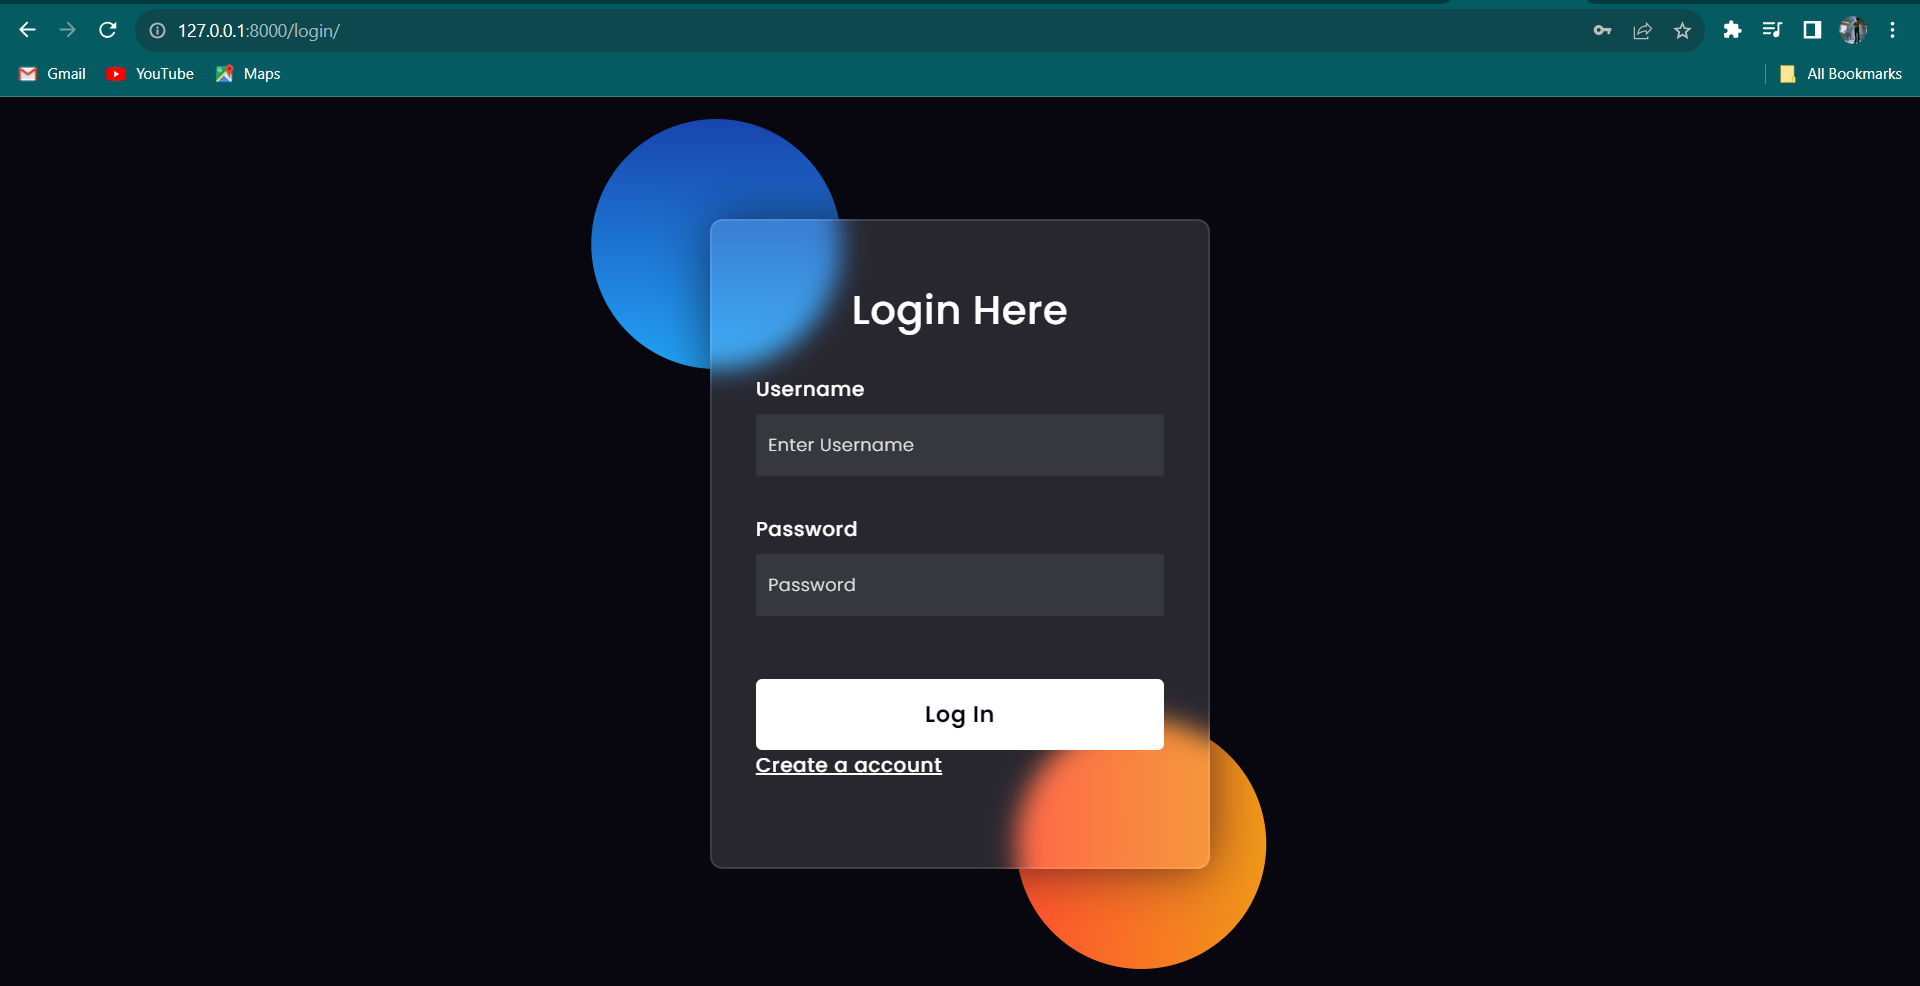 127.0.0.1:8000/login/
Gmail YouTube Maps All Bookmarks
Login Here
Username
Enter Username
Password
Password
Log In
Create a account